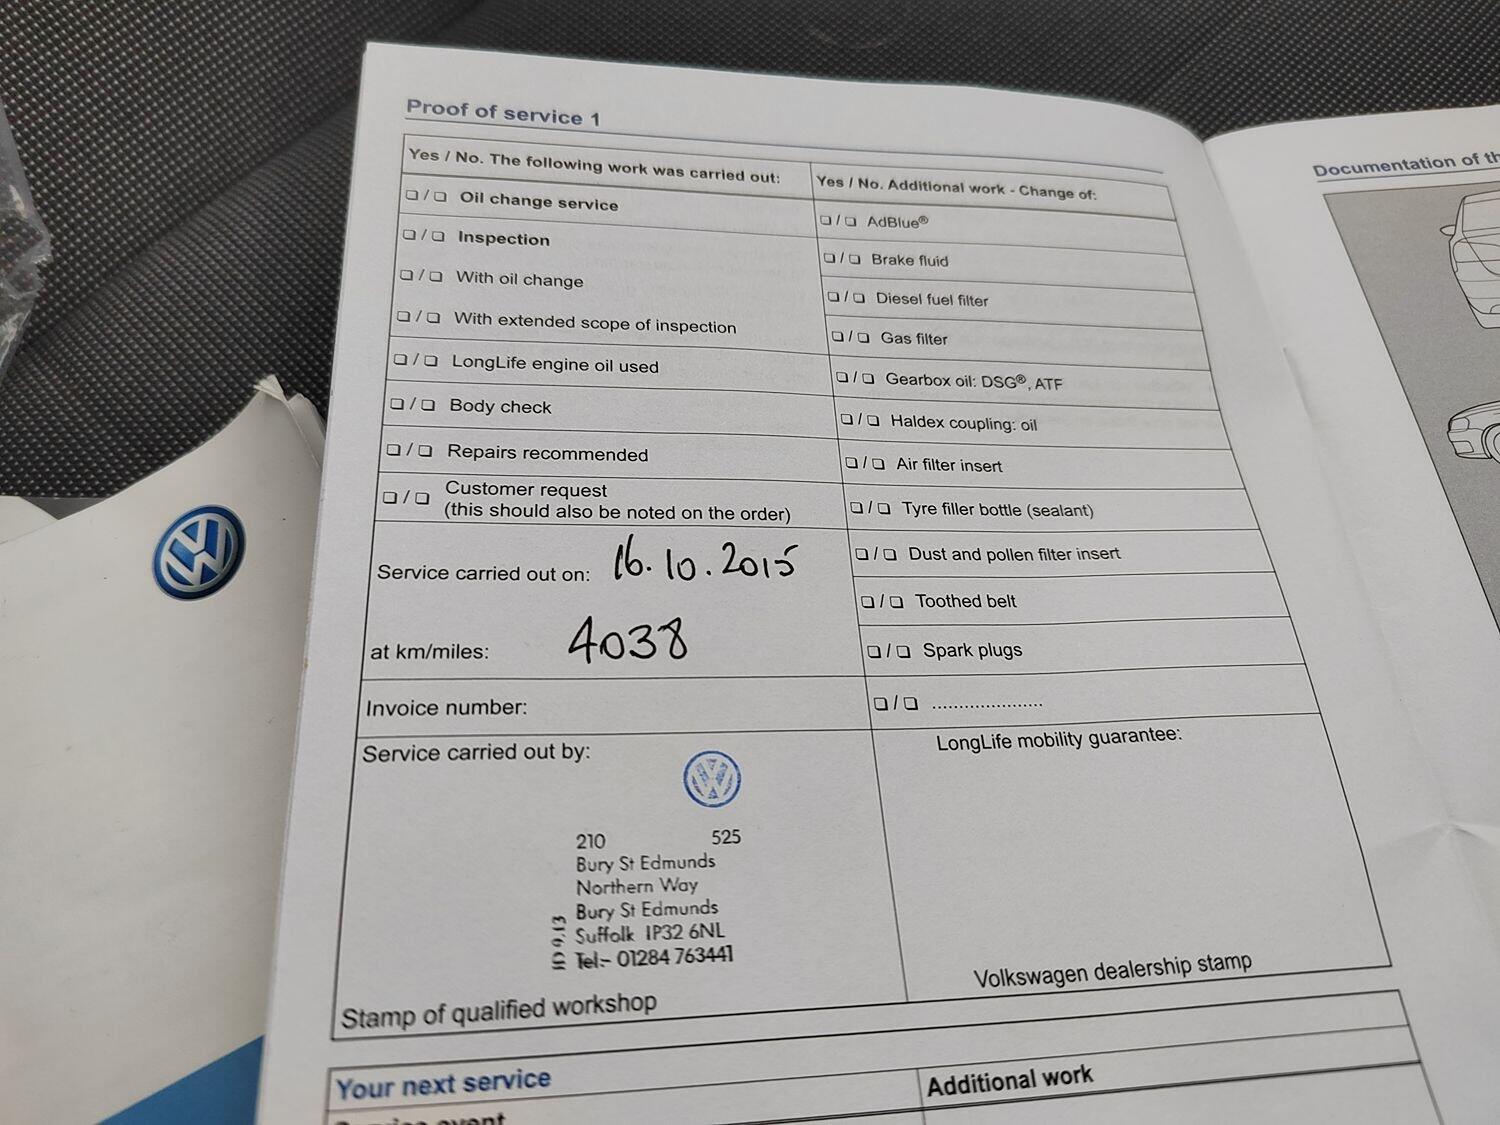 Proof of service 1
Yes / No. The following work was carried out:
❏ / ❏ Oil change service
❏ / ❏ Inspection
❏ / ❏ With oil change
❏ / ❏ With extended scope of inspection
❏ / ❏ LongLife engine oil used
❏ / ❏ Body check
❏ / ❏ Repairs recommended
❏ / ❏ Customer request
(this should also be noted on the order)
Service carried out on: 16.10.2015
at km/miles: 4038
Invoice number:
Service carried out by:
210 525
Bury St Edmunds
Northern Way
Bury St Edmunds
Suffolk IP32 6NL
Tel:- 01284 763441
Stamp of qualified workshop
Yes / No. Additional work - Change of:
❏ / ❏ AdBlue®
❏ / ❏ Brake fluid
❏ / ❏ Diesel fuel filter
❏ / ❏ Gas filter
❏ / ❏ Gearbox oil: DSG®, ATF
❏ / ❏ Haldex coupling: oil
❏ / ❏ Air filter insert
❏ / ❏ Tyre filler bottle (sealant)
❏ / ❏ Dust and pollen filter insert
❏ / ❏ Toothed belt
❏ / ❏ Spark plugs
❏ / ❏ .....................
LongLife mobility guarantee:
Volkswagen dealership stamp
Your next service
Additional work
Service event
Documentation of